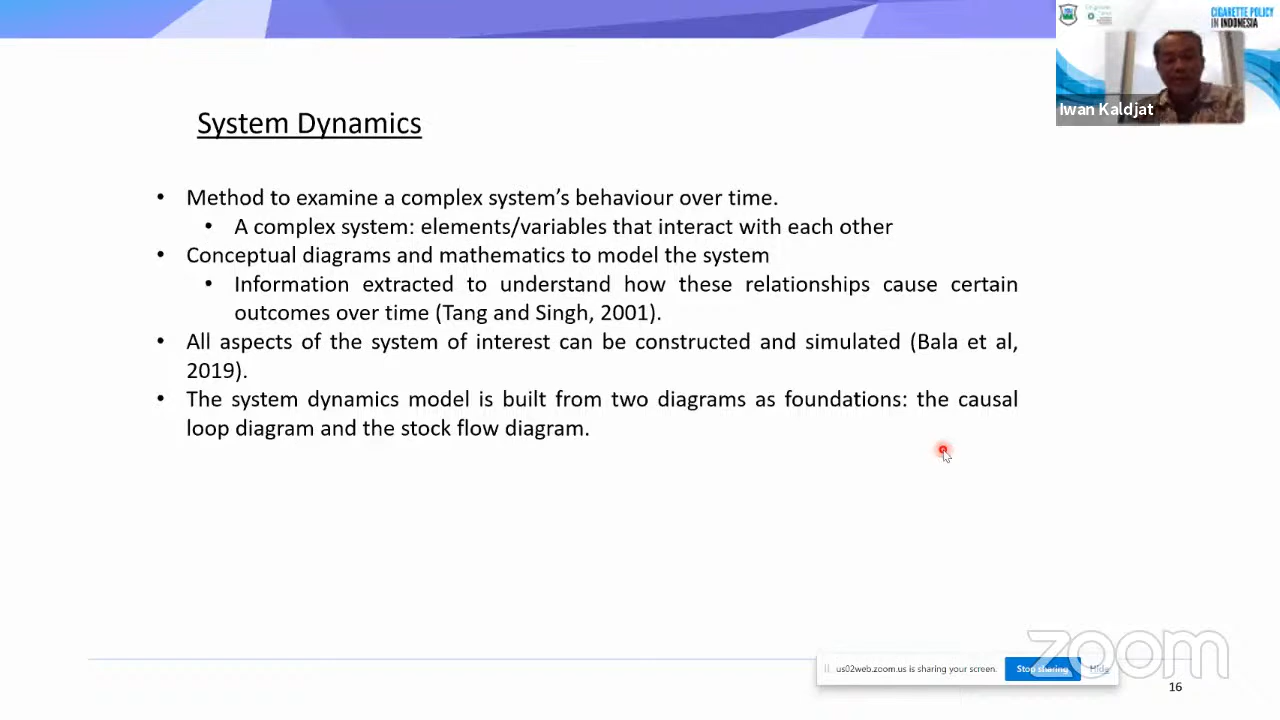 CIGARETTE POLICY
IN INDONESIA
Iwan Kaldjat
System Dynamics
• Method to examine a complex system’s behaviour over time.
• A complex system: elements/variables that interact with each other
• Conceptual diagrams and mathematics to model the system
• Information extracted to understand how these relationships cause certain
outcomes over time (Tang and Singh, 2001).
• All aspects of the system of interest can be constructed and simulated (Bala et al,
2019).
• The system dynamics model is built from two diagrams as foundations: the causal
loop diagram and the stock flow diagram.
zoom
us02web.zoom.us is sharing your screen. Stop sharing Hide
16